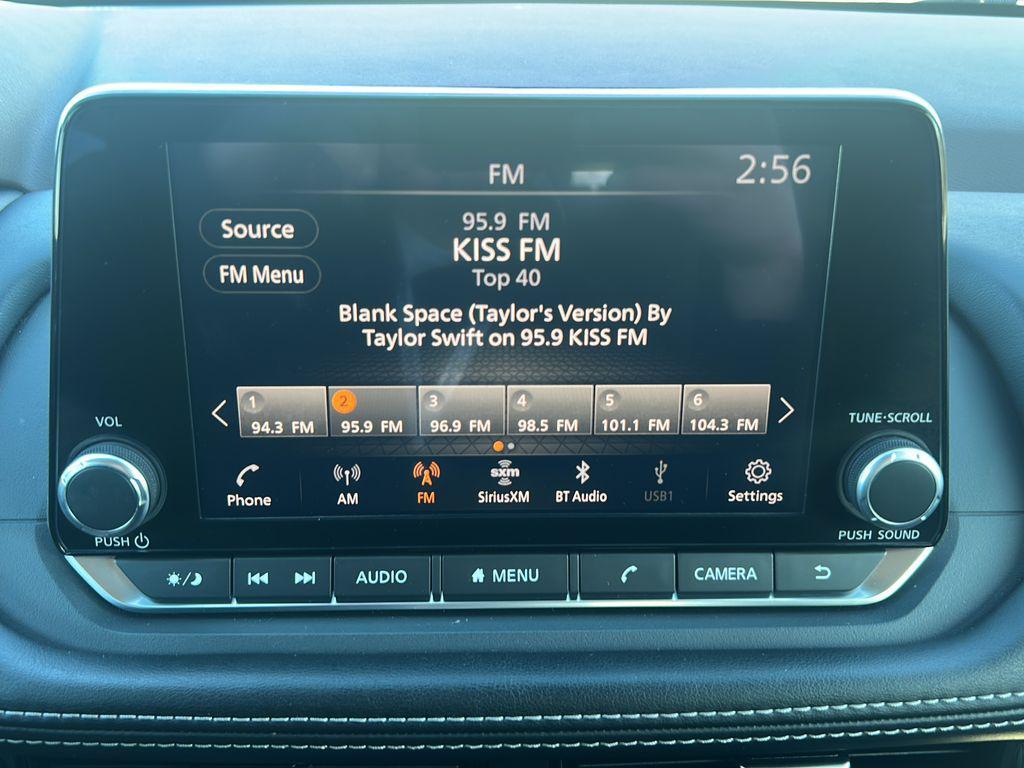 FM
2:56
Source
FM Menu
95.9 FM
KISS FM
Top 40
Blank Space (Taylor's Version) By
Taylor Swift on 95.9 KISS FM
1 2 3 4 5 6
94.3 FM 95.9 FM 96.9 FM 98.5 FM 101.1 FM 104.3 FM
VOL
TUNE·SCROLL
sxm
Phone AM FM SiriusXM BT Audio USB1 Settings
PUSH
PUSH SOUND
AUDIO MENU CAMERA